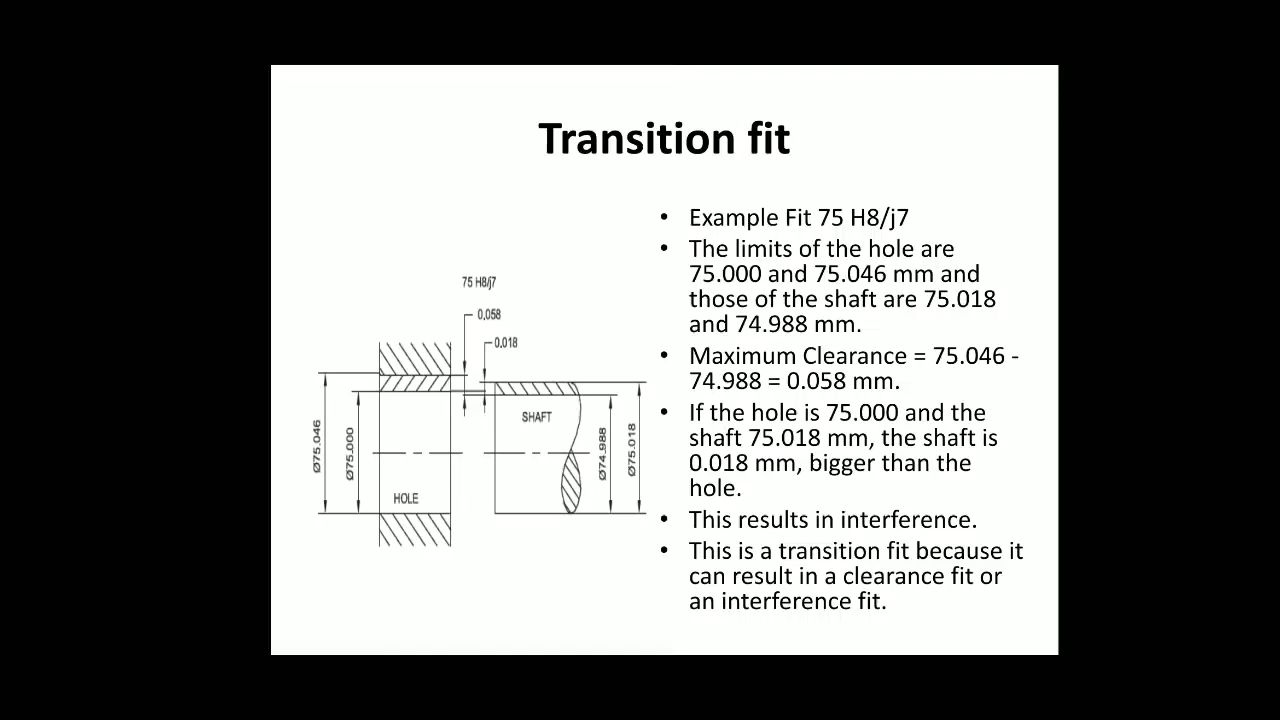 Transition fit
75 H8/j7
0.058
0.018
Ø75.046
Ø75.000
HOLE
SHAFT
Ø74.988
Ø75.018
• Example Fit 75 H8/j7
• The limits of the hole are
75.000 and 75.046 mm and
those of the shaft are 75.018
and 74.988 mm.
• Maximum Clearance = 75.046 -
74.988 = 0.058 mm.
• If the hole is 75.000 and the
shaft 75.018 mm, the shaft is
0.018 mm, bigger than the
hole.
• This results in interference.
• This is a transition fit because it
can result in a clearance fit or
an interference fit.